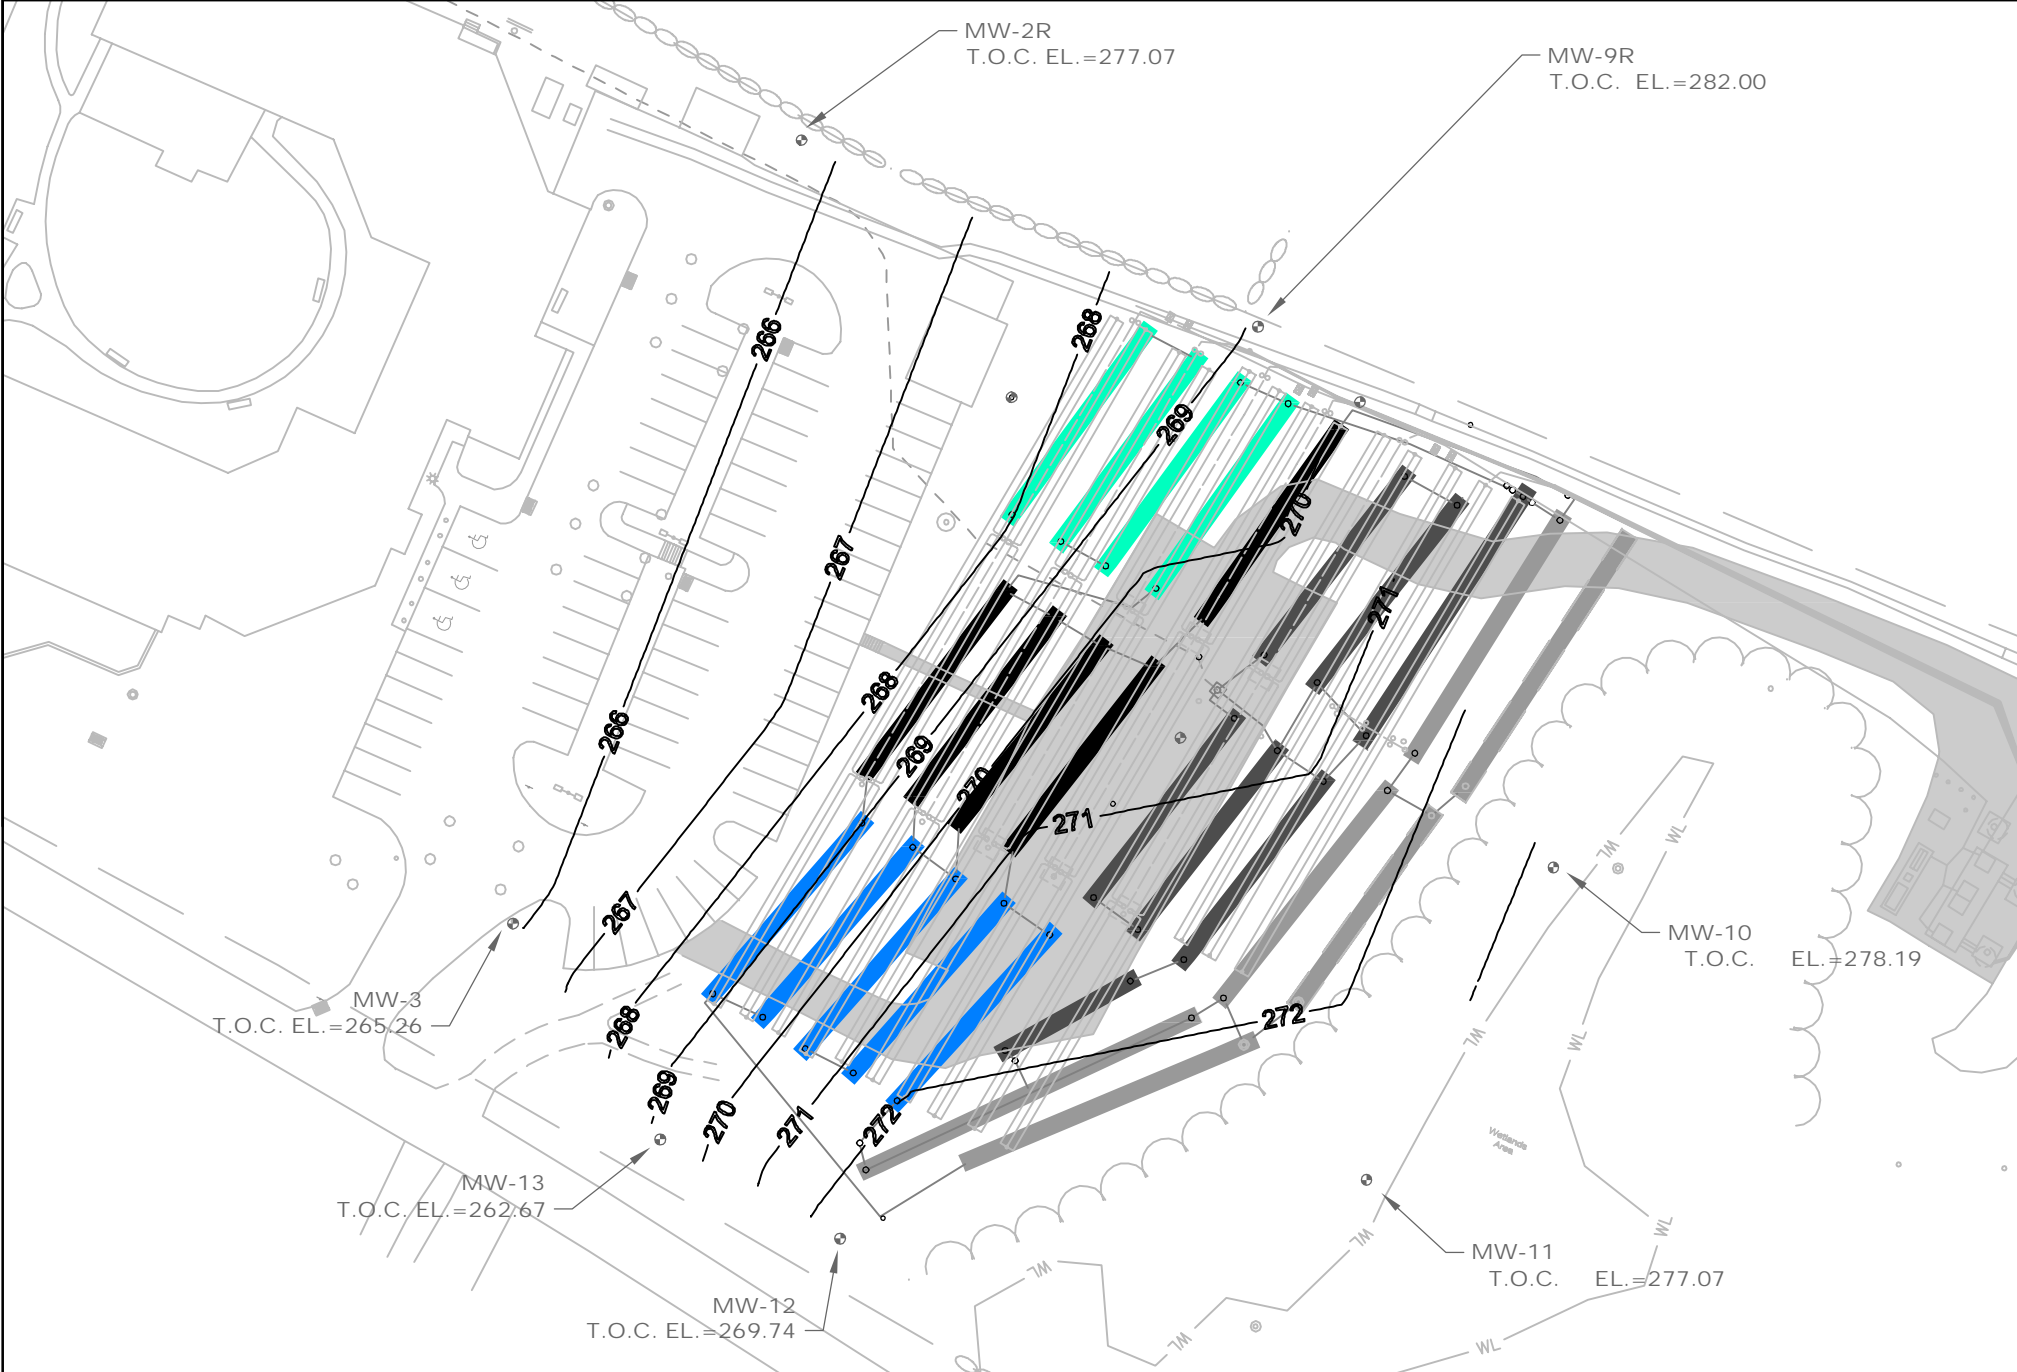 MW-2R
T.O.C. EL.=277.07
MW-9R
T.O.C. EL.=282.00
266
268
269
270
267
271
268
266
269
270
271
267
268
272
269
270
271
272
MW-10
T.O.C. EL.=278.19
MW-3
T.O.C. EL.=265.26
MW-13
T.O.C. EL.=262.67
MW-11
T.O.C. EL.=277.07
MW-12
T.O.C. EL.=269.74
Wetlands
Area
WL
WL
WL
WL
WL
WL
WL
WL
WL